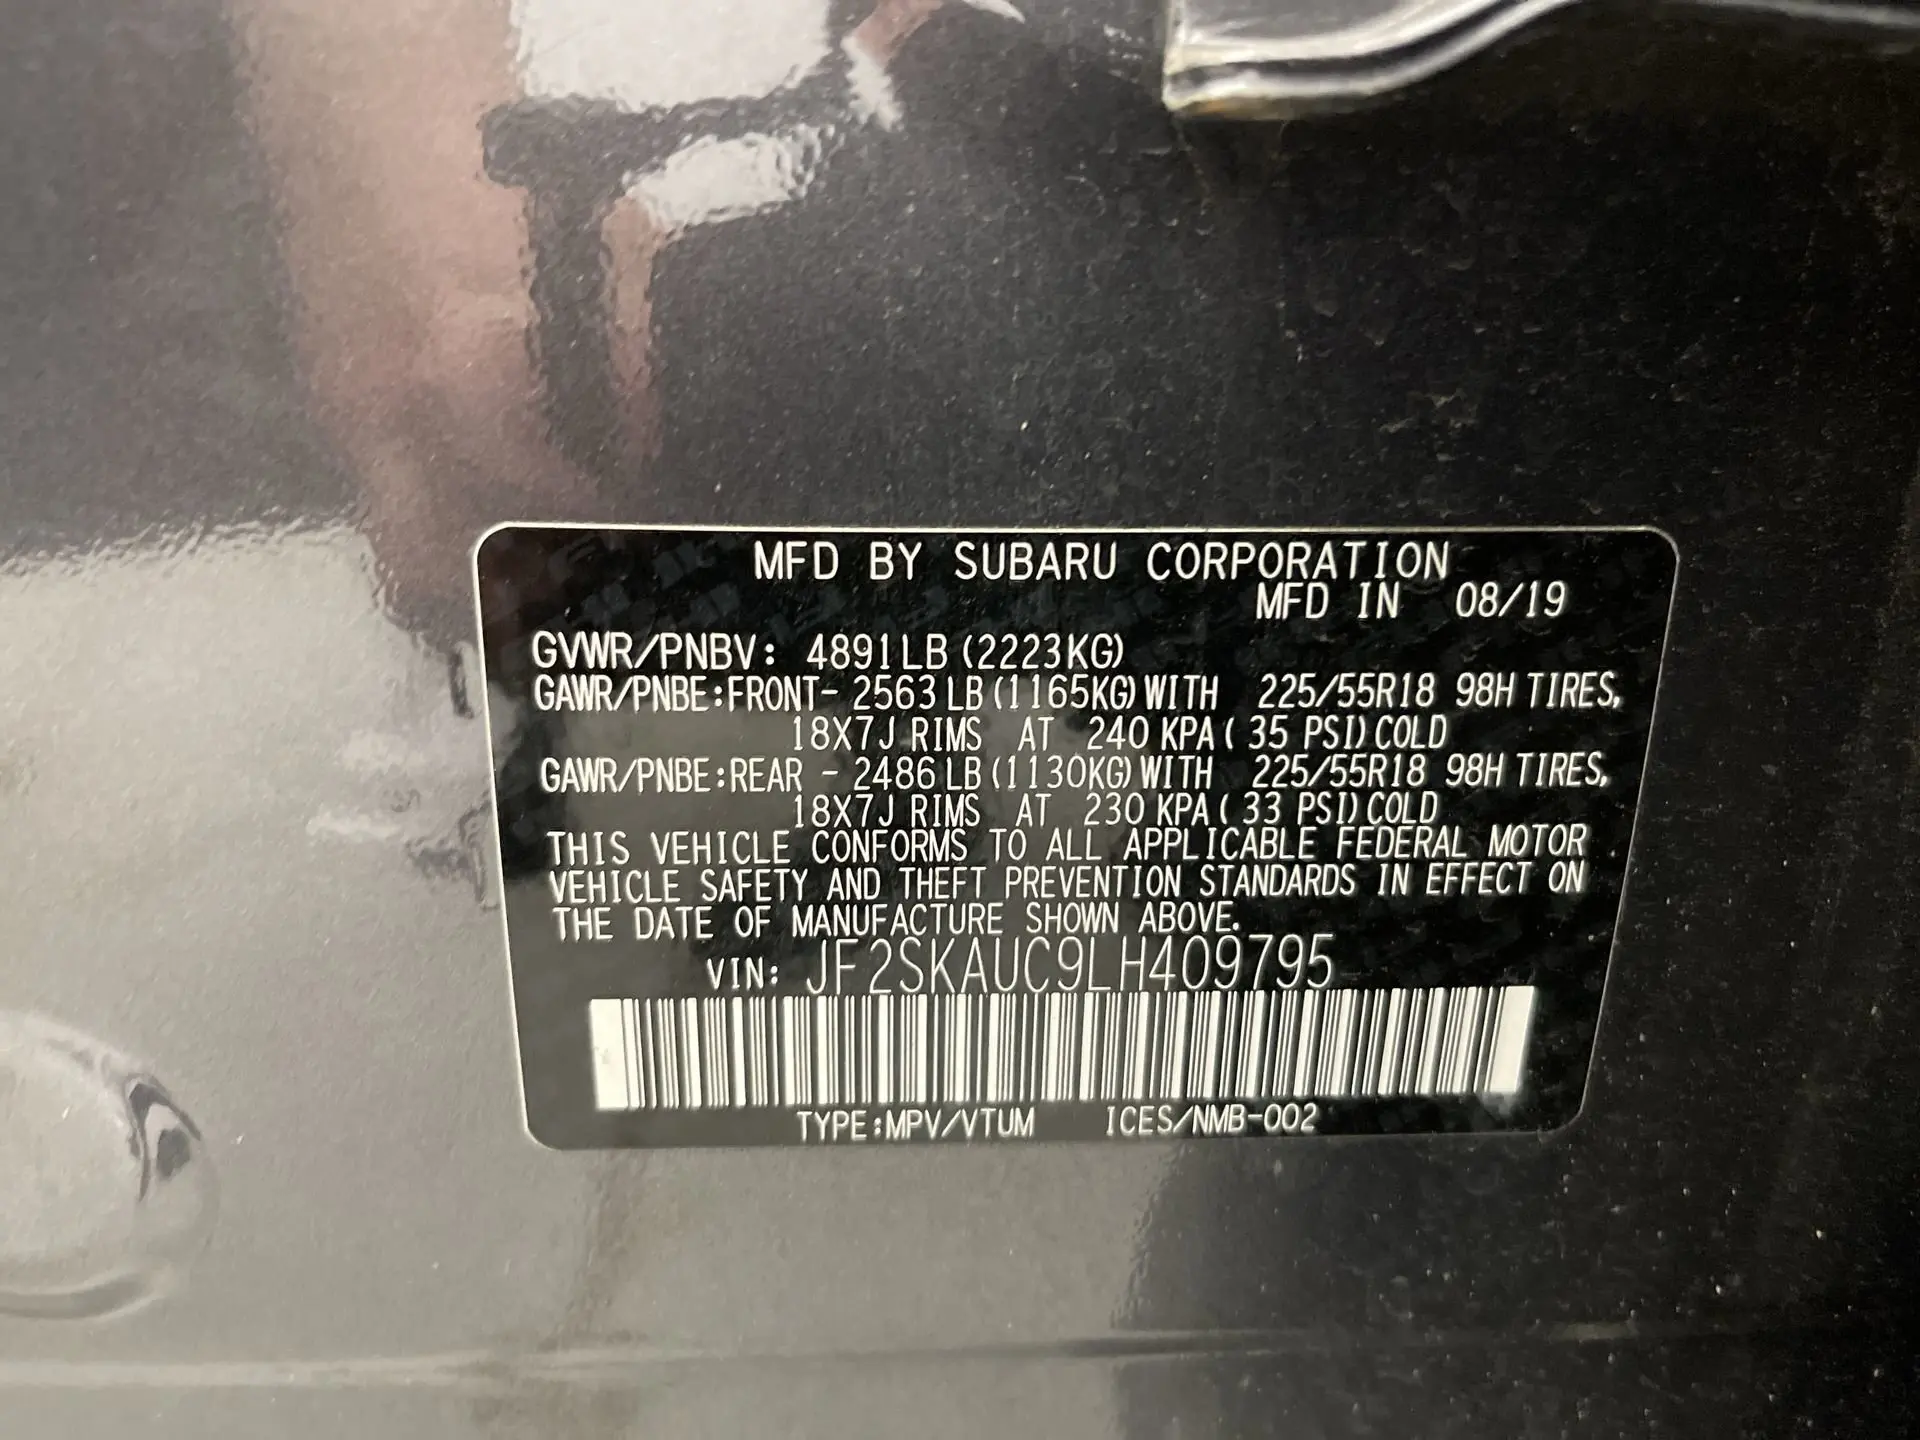 MFD BY SUBARU CORPORATION
MFD IN 08/19
GVWR/PNBV: 4891LB (2223KG)
GAWR/PNBE:FRONT- 2563 LB (1165KG) WITH 225/55R18 98H TIRES,
18X7J RIMS AT 240 KPA ( 35 PSI) COLD
GAWR/PNBE:REAR - 2486 LB (1130KG) WITH 225/55R18 98H TIRES,
18X7J RIMS AT 230 KPA ( 33 PSI) COLD
THIS VEHICLE CONFORMS TO ALL APPLICABLE FEDERAL MOTOR
VEHICLE SAFETY AND THEFT PREVENTION STANDARDS IN EFFECT ON
THE DATE OF MANUFACTURE SHOWN ABOVE.
VIN: JF2SKAUC9LH409795
TYPE:MPV/VTUM ICES/NMB-002